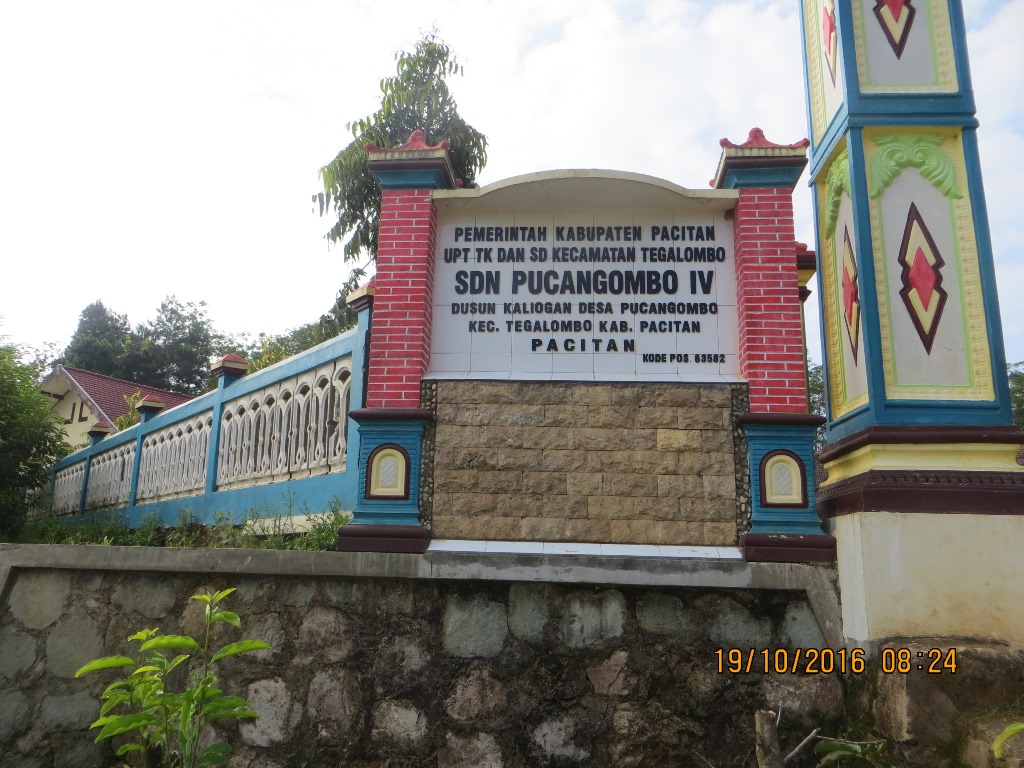 PEMERINTAH KABUPATEN PACITAN
UPT TK DAN SD KECAMATAN TEGALOMBO
SDN PUCANGOMBO IV
DUSUN KALIOGAN DESA PUCANGOMBO
KEC. TEGALOMBO KAB. PACITAN
PACITAN
KODE POS. 63582
19/10/2016 08:24